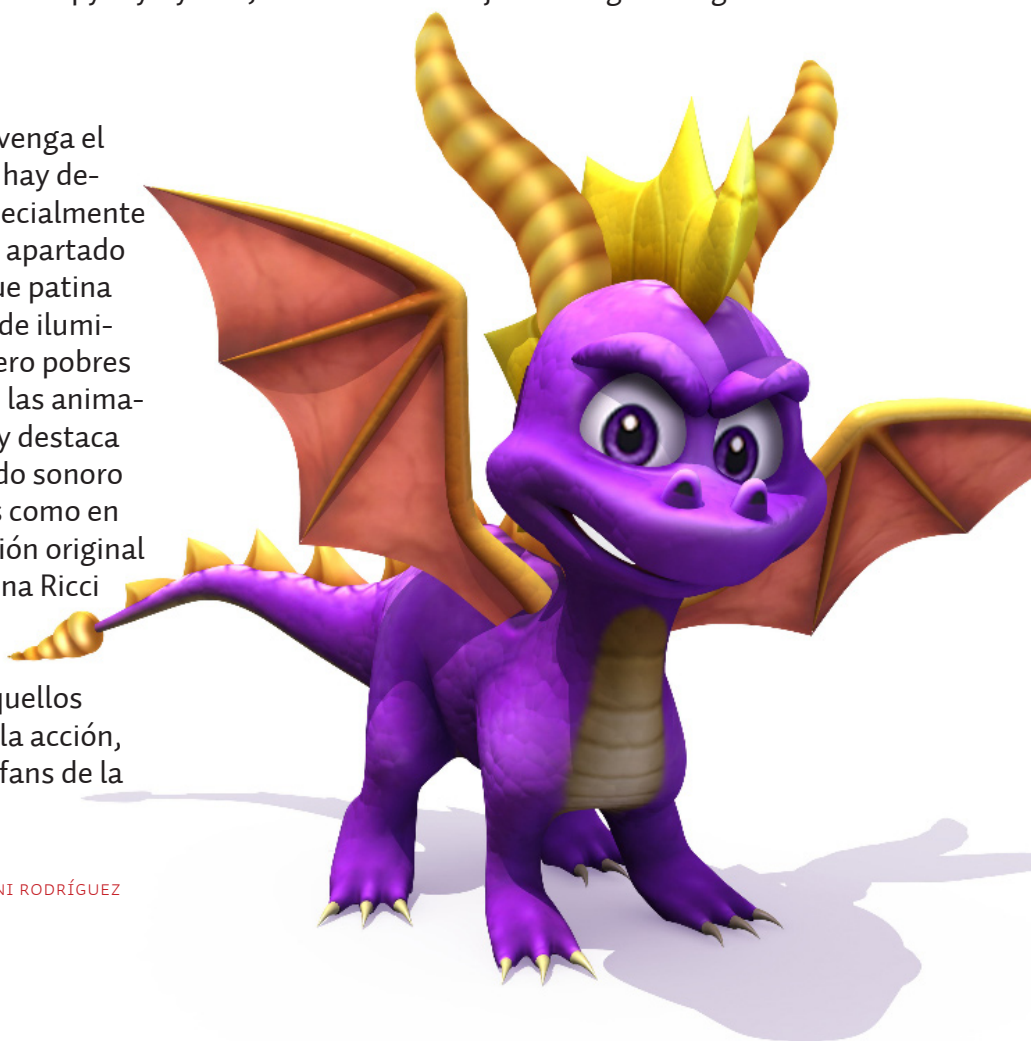 venga el
hay de-
pecialmente
apartado
ue patina
de ilumi-
ero pobres
las anima-
y destaca
do sonoro
s como en
ión original
na Ricci
quellos
la acción,
fans de la
NI RODRÍGUEZ